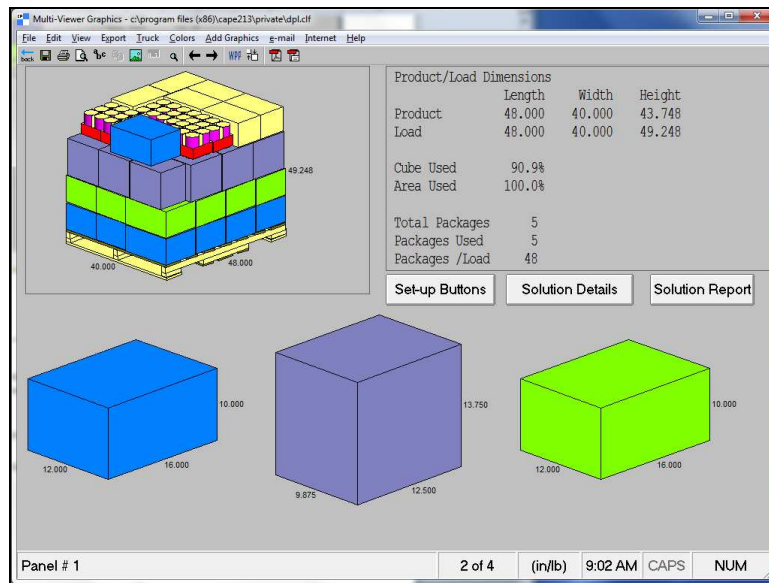 Multi-Viewer Graphics - c:\program files (x86)\cape213\private\dpl.clf
File Edit View Export Truck Colors Add Graphics e-mail Internet Help
back WPP
49.248
40.000 48.000
Product/Load Dimensions
Length Width Height
Product 48.000 40.000 43.748
Load 48.000 40.000 49.248
Cube Used 90.9%
Area Used 100.0%
Total Packages 5
Packages Used 5
Packages /Load 48
Set-up Buttons Solution Details Solution Report
10.000
12.000 16.000
13.750
9.875 12.500
10.000
12.000 16.000
Panel # 1 2 of 4 (in/lb) 9:02 AM CAPS NUM